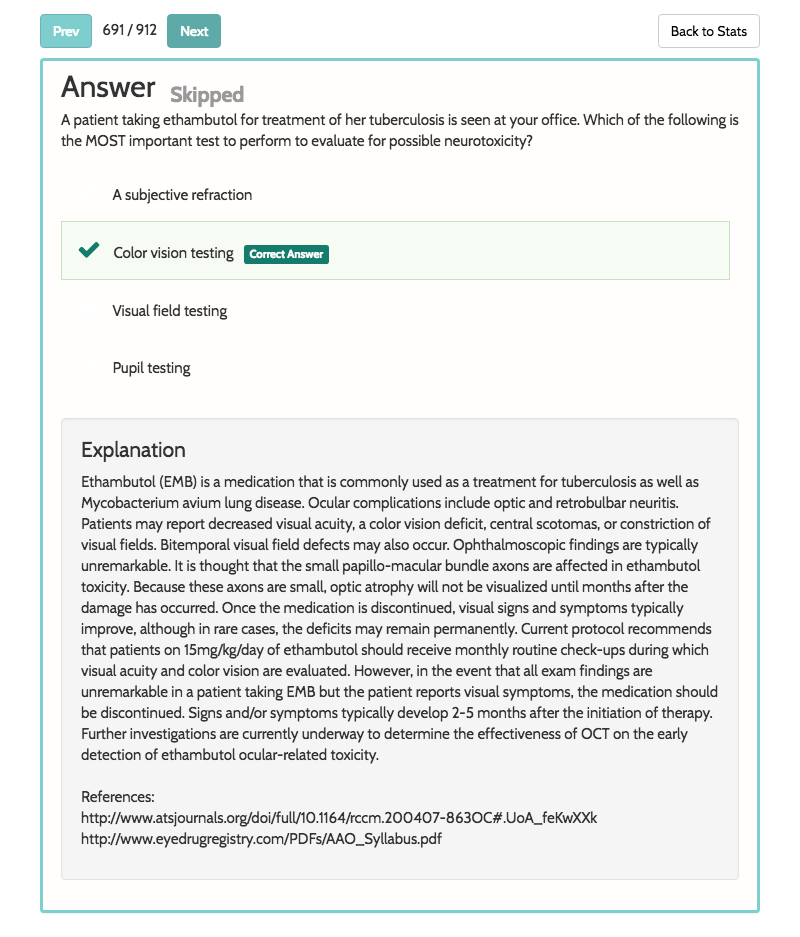 Prev 691 / 912 Next Back to Stats
Answer Skipped
A patient taking ethambutol for treatment of her tuberculosis is seen at your office. Which of the following is
the MOST important test to perform to evaluate for possible neurotoxicity?
A subjective refraction
Color vision testing Correct Answer
Visual field testing
Pupil testing
Explanation
Ethambutol (EMB) is a medication that is commonly used as a treatment for tuberculosis as well as
Mycobacterium avium lung disease. Ocular complications include optic and retrobulbar neuritis.
Patients may report decreased visual acuity, a color vision deficit, central scotomas, or constriction of
visual fields. Bitemporal visual field defects may also occur. Ophthalmoscopic findings are typically
unremarkable. It is thought that the small papillo-macular bundle axons are affected in ethambutol
toxicity. Because these axons are small, optic atrophy will not be visualized until months after the
damage has occurred. Once the medication is discontinued, visual signs and symptoms typically
improve, although in rare cases, the deficits may remain permanently. Current protocol recommends
that patients on 15mg/kg/day of ethambutol should receive monthly routine check-ups during which
visual acuity and color vision are evaluated. However, in the event that all exam findings are
unremarkable in a patient taking EMB but the patient reports visual symptoms, the medication should
be discontinued. Signs and/or symptoms typically develop 2-5 months after the initiation of therapy.
Further investigations are currently underway to determine the effectiveness of OCT on the early
detection of ethambutol ocular-related toxicity.
References:
http://www.atsjournals.org/doi/full/10.1164/rccm.200407-863OC#.UoA_feKwXXk
http://www.eyedrugregistry.com/PDFs/AAO_Syllabus.pdf